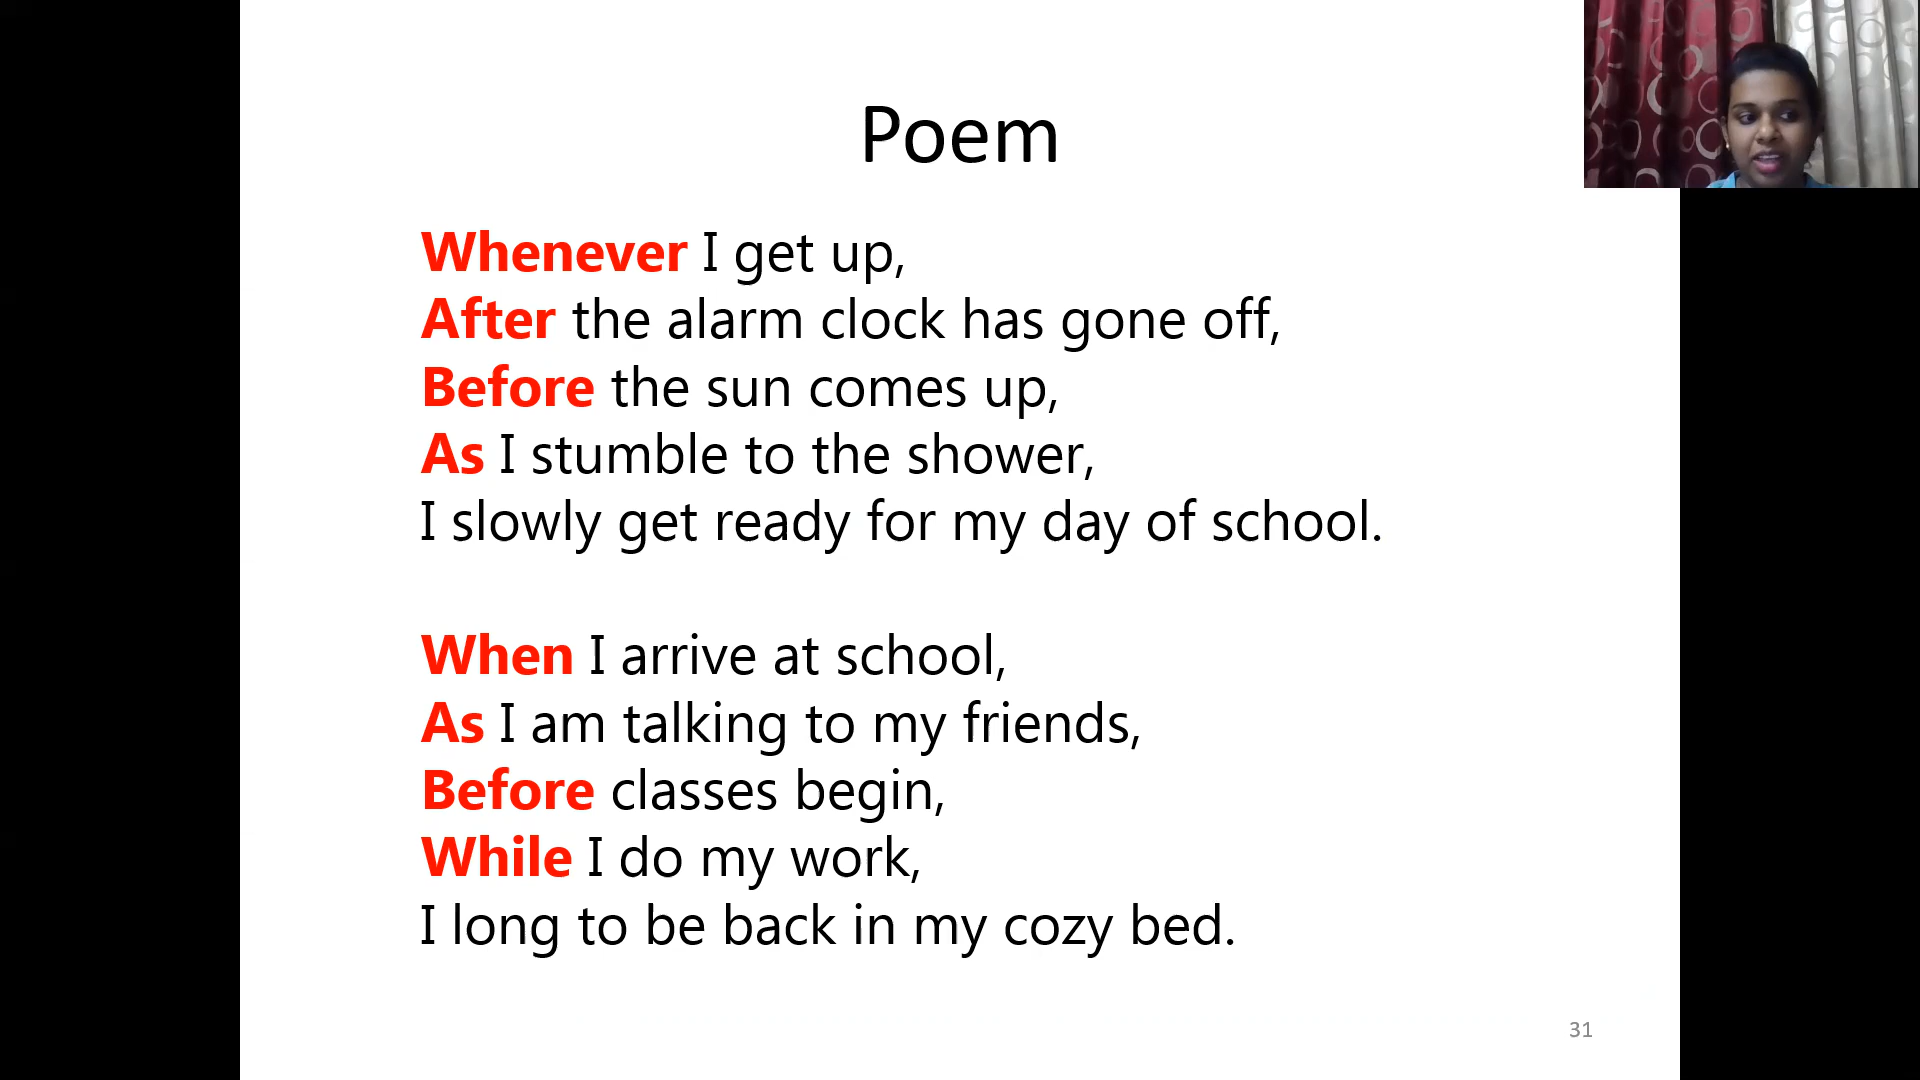 Poem
Whenever I get up,
After the alarm clock has gone off,
Before the sun comes up,
As I stumble to the shower,
I slowly get ready for my day of school.
When I arrive at school,
As I am talking to my friends,
Before classes begin,
While I do my work,
I long to be back in my cozy bed.
31